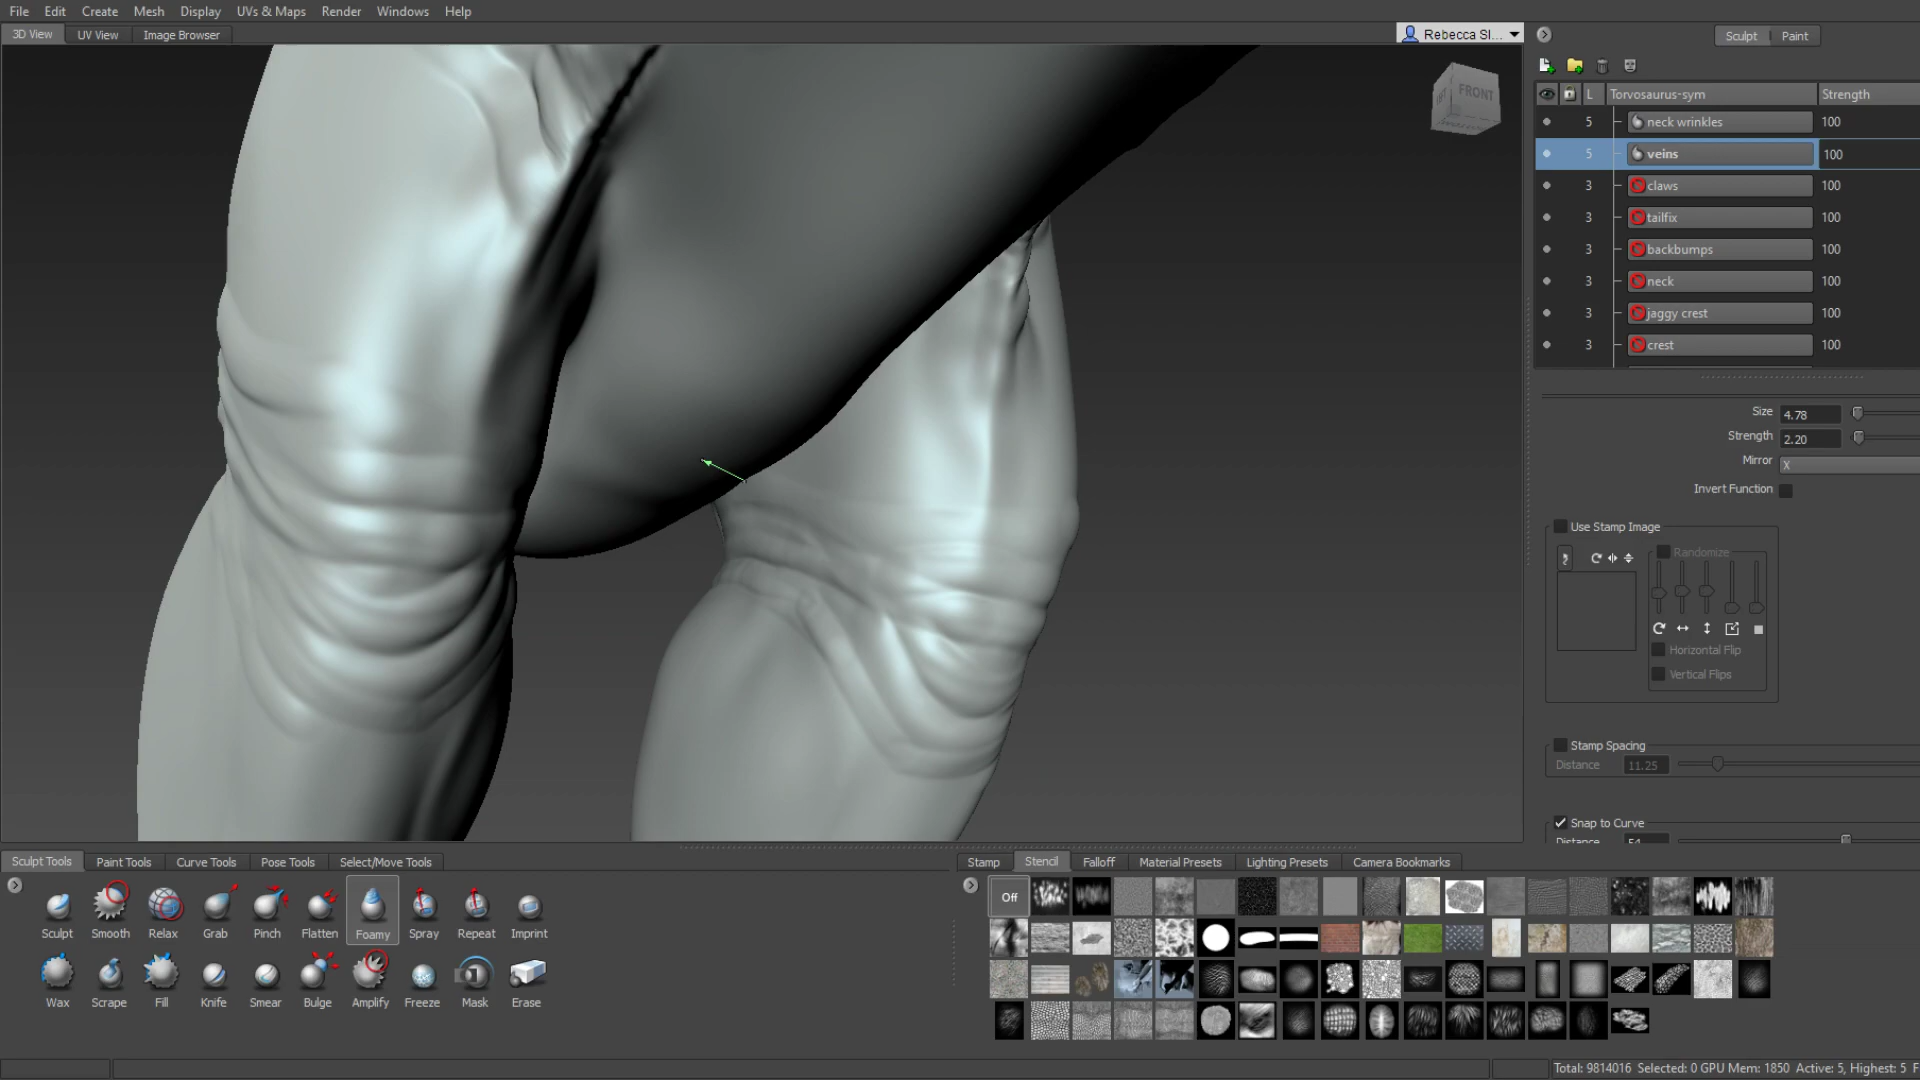 File Edit Create Mesh Display UVs & Maps Render Windows Help
3D View UV View Image Browser
Rebecca Sl...
Sculpt Paint
FRONT
L Torvosaurus-sym Strength
5 neck wrinkles 100
5 veins 100
3 claws 100
3 tailfix 100
3 backbumps 100
3 neck 100
3 jaggy crest 100
3 crest 100
Size 4.78
Strength 2.20
Mirror X
Invert Function
Use Stamp Image
Randomize
Horizontal Flip
Vertical Flips
Stamp Spacing
Distance 11.25
Snap to Curve
Distance 54
Sculpt Tools Paint Tools Curve Tools Pose Tools Select/Move Tools
Stamp Stencil Falloff Material Presets Lighting Presets Camera Bookmarks
Off
Sculpt Smooth Relax Grab Pinch Flatten Foamy Spray Repeat Imprint
Wax Scrape Fill Knife Smear Bulge Amplify Freeze Mask Erase
Total: 9814016 Selected: 0 GPU Mem: 1850 Active: 5, Highest: 5 F